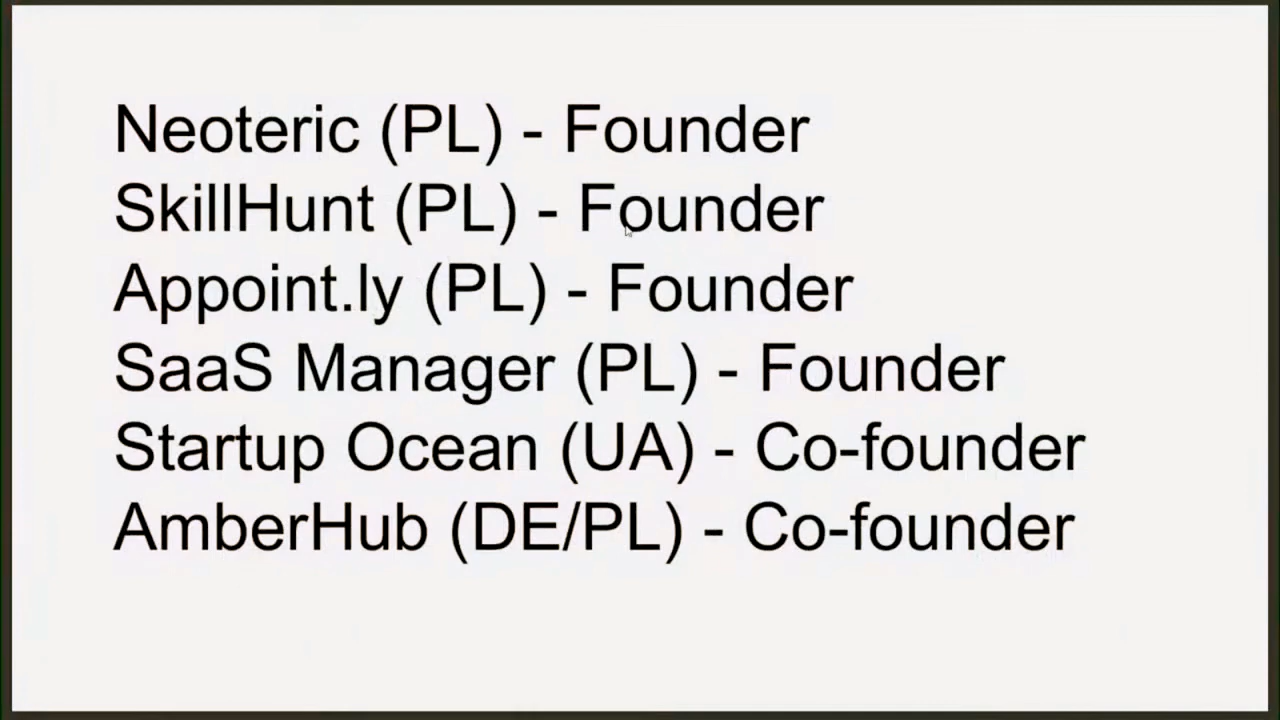 Neoteric (PL) - Founder
SkillHunt (PL) - Founder
Appoint.ly (PL) - Founder
SaaS Manager (PL) - Founder
Startup Ocean (UA) - Co-founder
AmberHub (DE/PL) - Co-founder